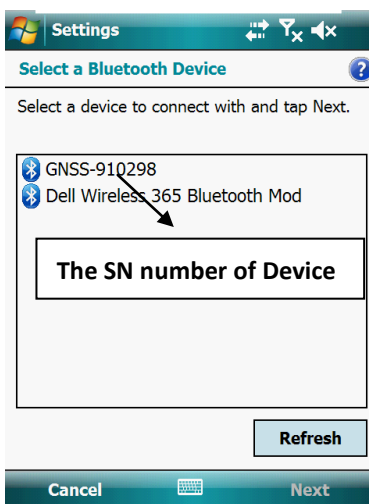 Settings
Select a Bluetooth Device
Select a device to connect with and tap Next.
GNSS-910298
Dell Wireless 365 Bluetooth Mod
The SN number of Device
Refresh
Cancel Next